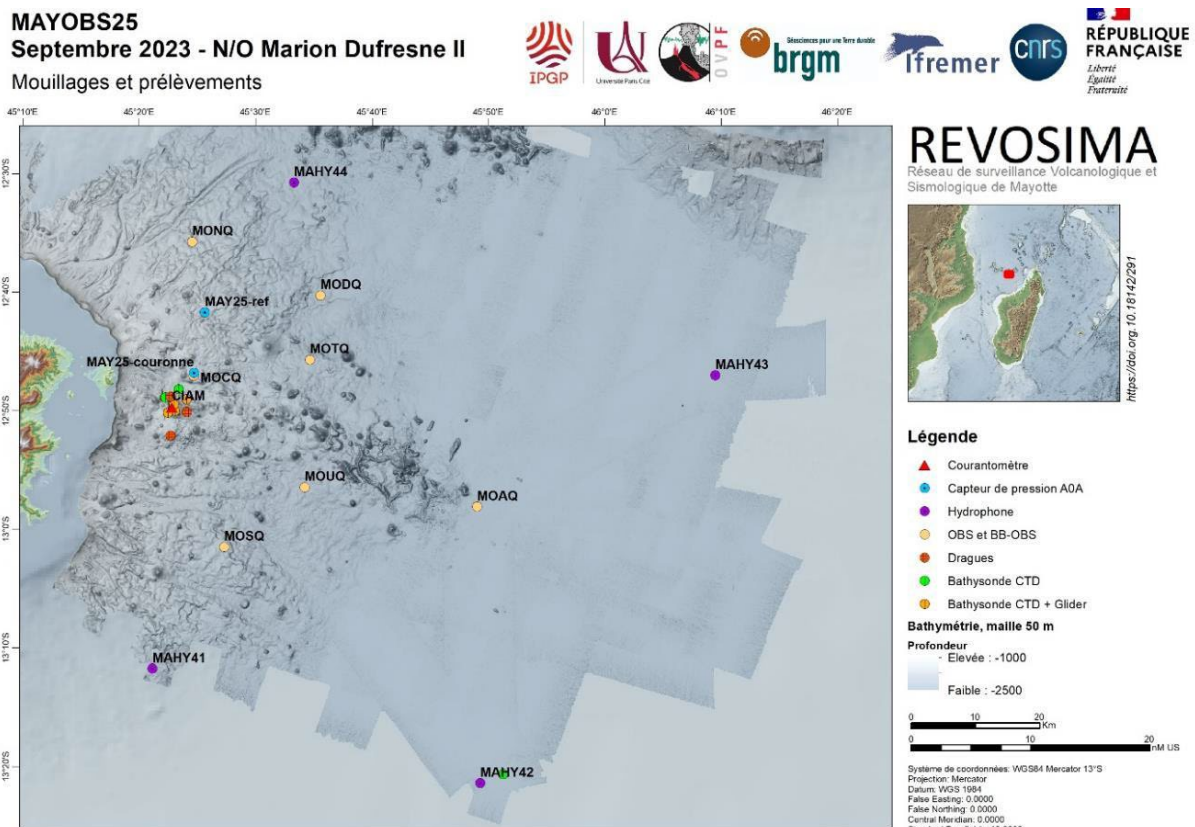 MAYOBS25
Septembre 2023 - N/O Marion Dufresne II
Mouillages et prélèvements
IPGP
Université Paris Cité
OVPF
Géosciences pour une Terre durable
brgm
Ifremer
cnrs
RÉPUBLIQUE
FRANÇAISE
Liberté
Égalité
Fraternité
45°10'E
45°20'E
45°30'E
45°40'E
45°50'E
46°0'E
46°10'E
46°20'E
12°30'S
12°40'S
12°50'S
13°0'S
13°10'S
13°20'S
MAHY44
MONQ
MODQ
MAY25-ref
MOTQ
MAY25-couronne
MOCQ
CIAM
MAHY43
MOUQ
MOAQ
MOSQ
MAHY41
MAHY42
REVOSIMA
Réseau de surveillance Volcanologique et
Sismologique de Mayotte
https://doi.org.10.18142/291
Légende
Courantomètre
Capteur de pression A0A
Hydrophone
OBS et BB-OBS
Dragues
Bathysonde CTD
Bathysonde CTD + Glider
Bathymétrie, maille 50 m
Profondeur
Elevée : -1000
Faible : -2500
0 10 20
Km
0 10 20
nM US
Système de coordonnées: WGS84 Mercator 13°S
Projection: Mercator
Datum: WGS 1984
False Easting: 0.0000
False Northing: 0.0000
Central Meridian: 0.0000